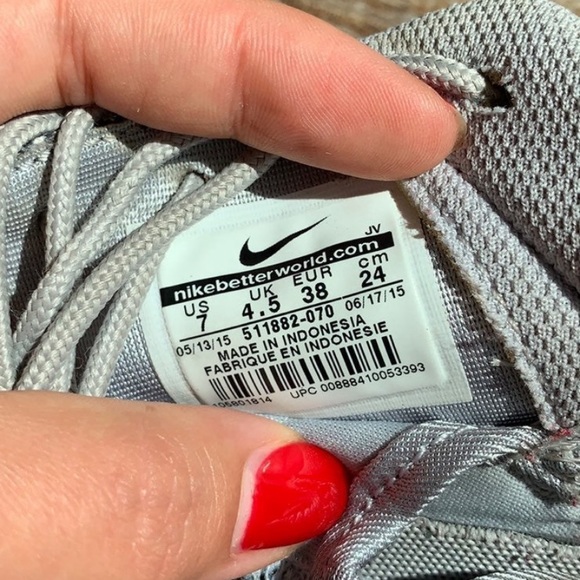 JV
nikebetterworld.com
US UK EUR cm
7 4.5 38 24
05/13/15 511882-070 06/17/15
MADE IN INDONESIA
FABRIQUE EN INDONESIE
UPC 00888410053393